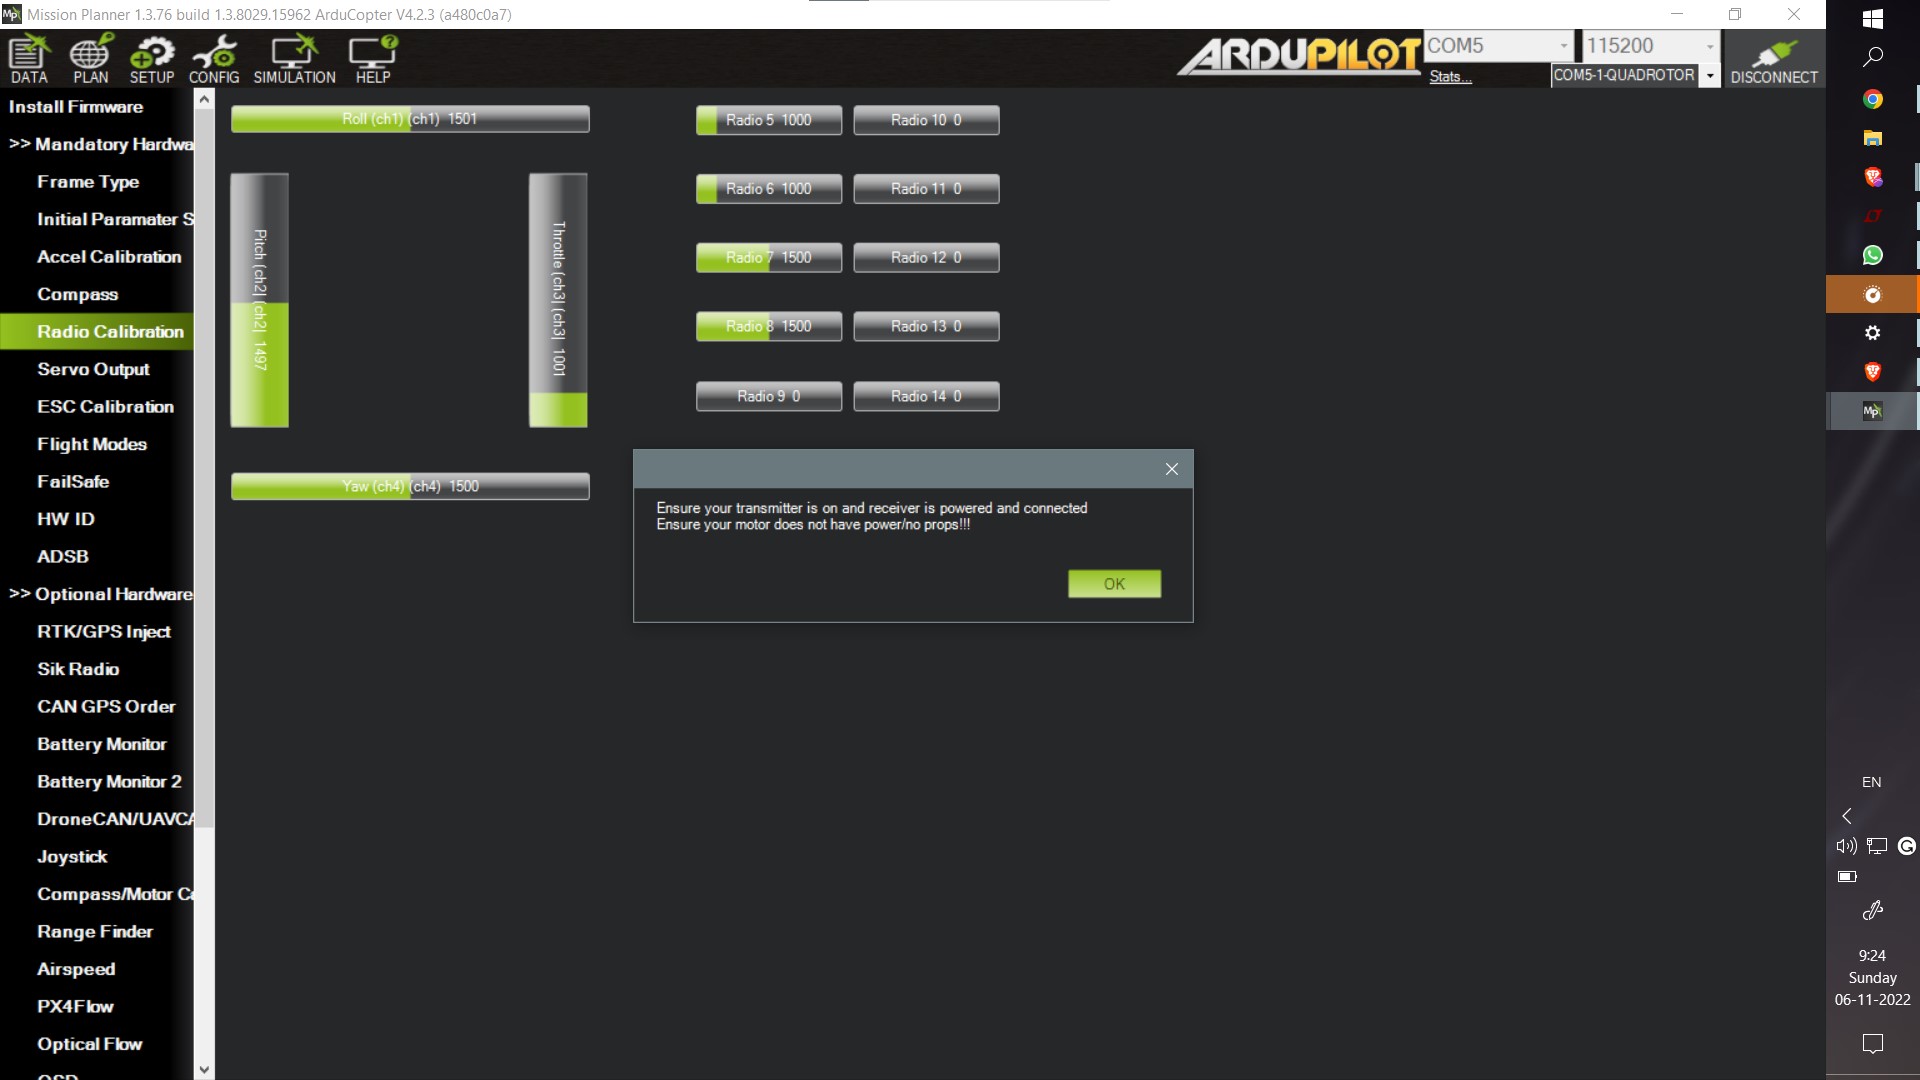 Mission Planner 1.3.76 build 1.3.8029.15962 ArduCopter V4.2.3 (a480c0a7)
DATA
PLAN
SETUP
CONFIG
SIMULATION
HELP
ARDUPILOT
COM5
115200
Stats...
COM5-1-QUADROTOR
DISCONNECT
Install Firmware
>> Mandatory Hardwa
Frame Type
Initial Paramater S
Accel Calibration
Compass
Radio Calibration
Servo Output
ESC Calibration
Flight Modes
FailSafe
HW ID
ADSB
>> Optional Hardware
RTK/GPS Inject
Sik Radio
CAN GPS Order
Battery Monitor
Battery Monitor 2
DroneCAN/UAVCA
Joystick
Compass/Motor Ca
Range Finder
Airspeed
PX4Flow
Optical Flow
OSD
Roll (ch1) (ch1) 1501
Pitch (ch2| (ch2| 1497
Throttle (ch3| (ch3| 1001
Yaw (ch4) (ch4) 1500
Radio 5 1000
Radio 10 0
Radio 6 1000
Radio 11 0
Radio 7 1500
Radio 12 0
Radio 8 1500
Radio 13 0
Radio 9 0
Radio 14 0
Ensure your transmitter is on and receiver is powered and connected
Ensure your motor does not have power/no props!!!
OK
EN
9:24
Sunday
06-11-2022